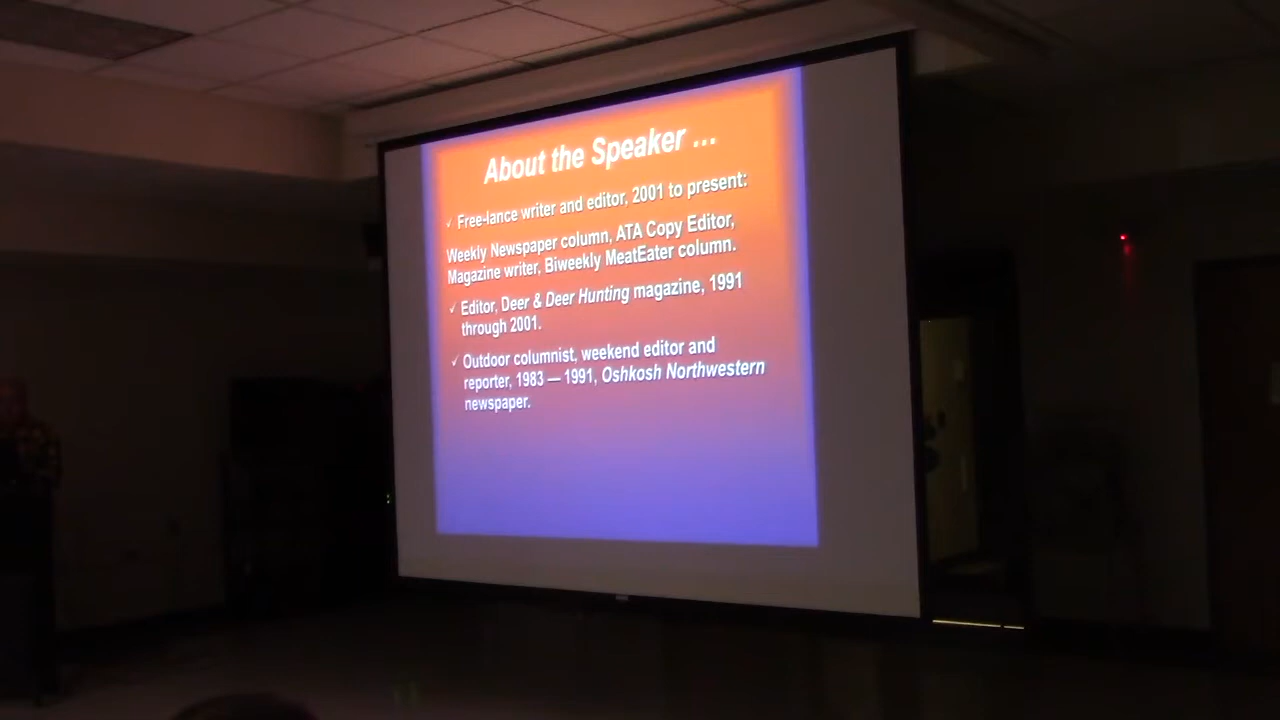 About the Speaker ...
✓ Free-lance writer and editor, 2001 to present:
Weekly Newspaper column, ATA Copy Editor,
Magazine writer, Biweekly MeatEater column.
✓ Editor, Deer & Deer Hunting magazine, 1991
through 2001.
✓ Outdoor columnist, weekend editor and
reporter, 1983 — 1991, Oshkosh Northwestern
newspaper.